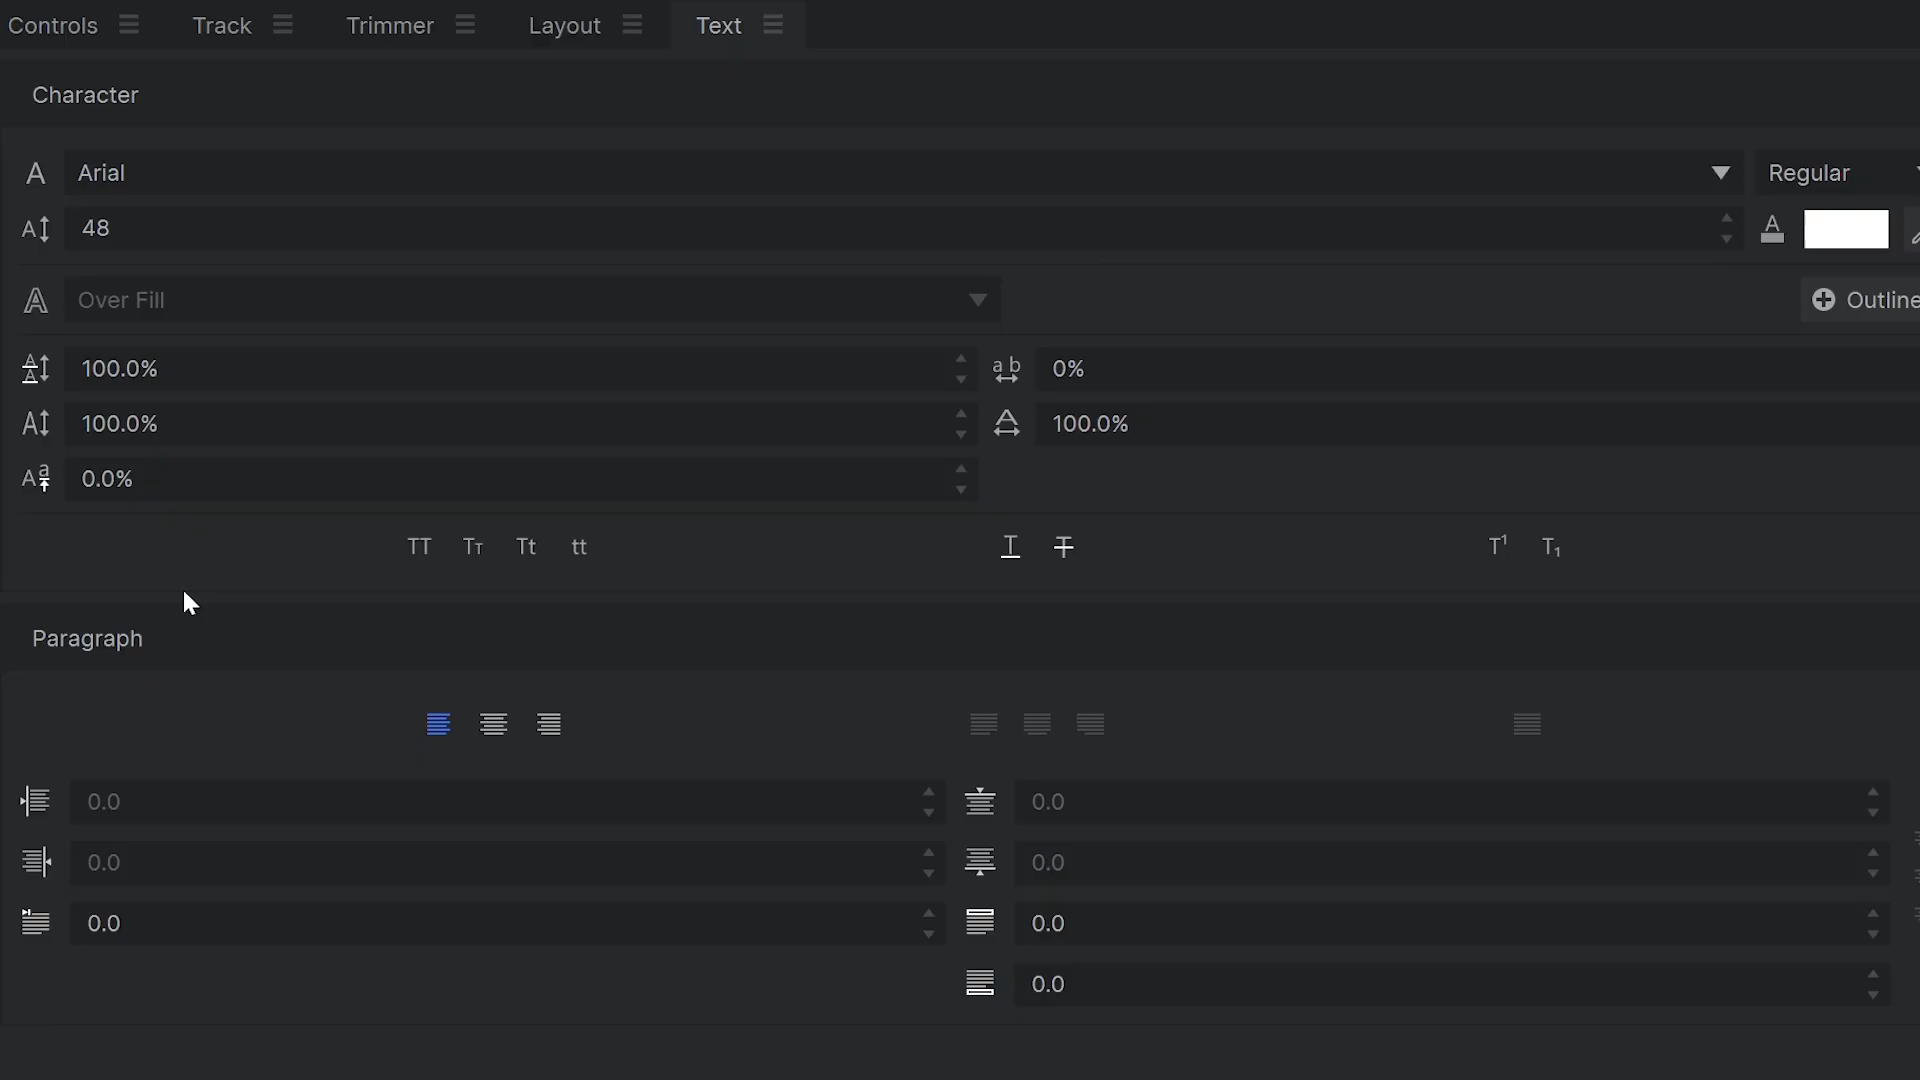 Controls
Track
Trimmer
Layout
Text
Character
Arial
Regular
48
Over Fill
Outline
100.0%
0%
100.0%
100.0%
0.0%
TT
TT
Tt
tt
T
T
T1
T1
Paragraph
0.0
0.0
0.0
0.0
0.0
0.0
0.0